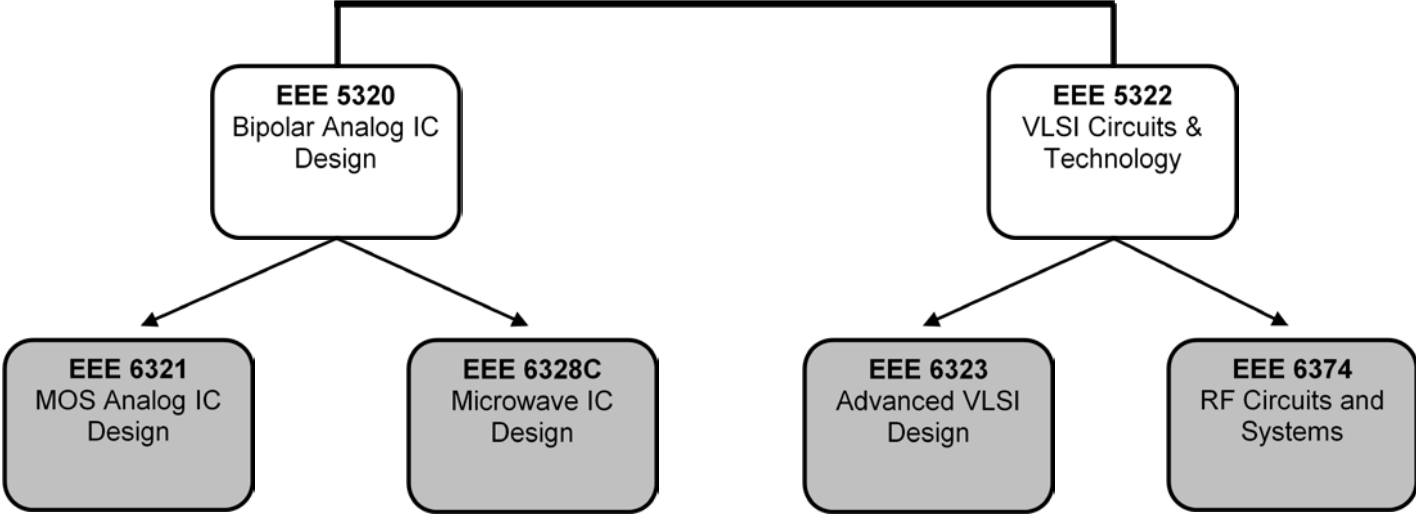 EEE 5320
Bipolar Analog IC
Design
EEE 5322
VLSI Circuits &
Technology
EEE 6321
MOS Analog IC
Design
EEE 6328C
Microwave IC
Design
EEE 6323
Advanced VLSI
Design
EEE 6374
RF Circuits and
Systems